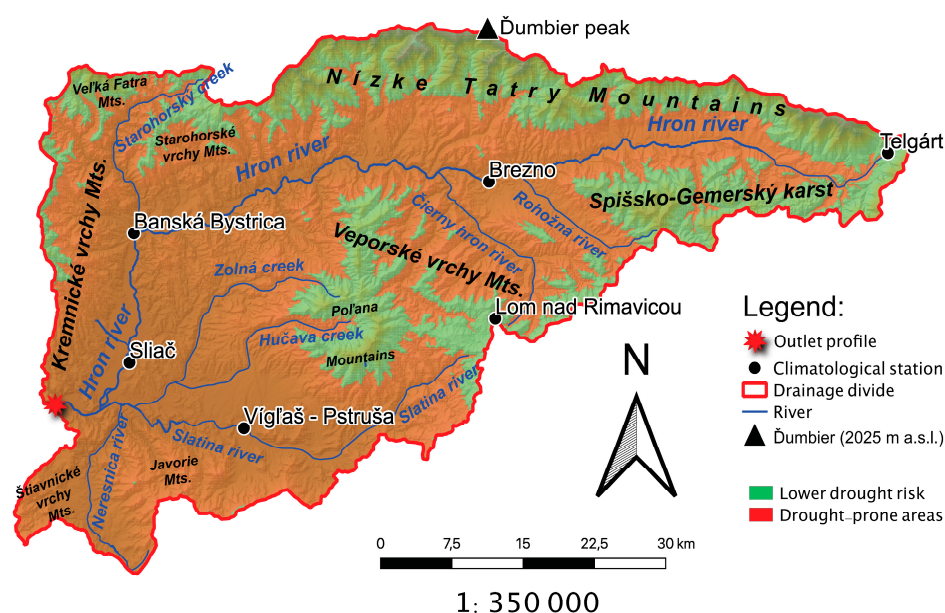 Ďumbier peak
Veľká Fatra
Mts.
Nízke Tatry Mountains
Starohorský creek
Starohorské
vrchy Mts.
Hron river
Telgárt
Hron river
Brezno
Kremnické vrchy Mts.
Spišsko-Gemerský karst
Rohožna river
Čierny hron river
Banská Bystrica
Veporské vrchy Mts.
Zolná creek
Poľana
Lom nad Rimavicou
Hučava creek
Mountains
Hron river
Sliač
Slatina river
Vígľaš - Pstruša
Slatina river
Javorie
Mts.
Neresnica river
Štiavnické
vrchy
Mts.
N
Legend:
Outlet profile
Climatological station
Drainage divide
River
Ďumbier (2025 m a.s.l.)
Lower drought risk
Drought-prone areas
0 7,5 15 22,5 30 km
1: 350 000